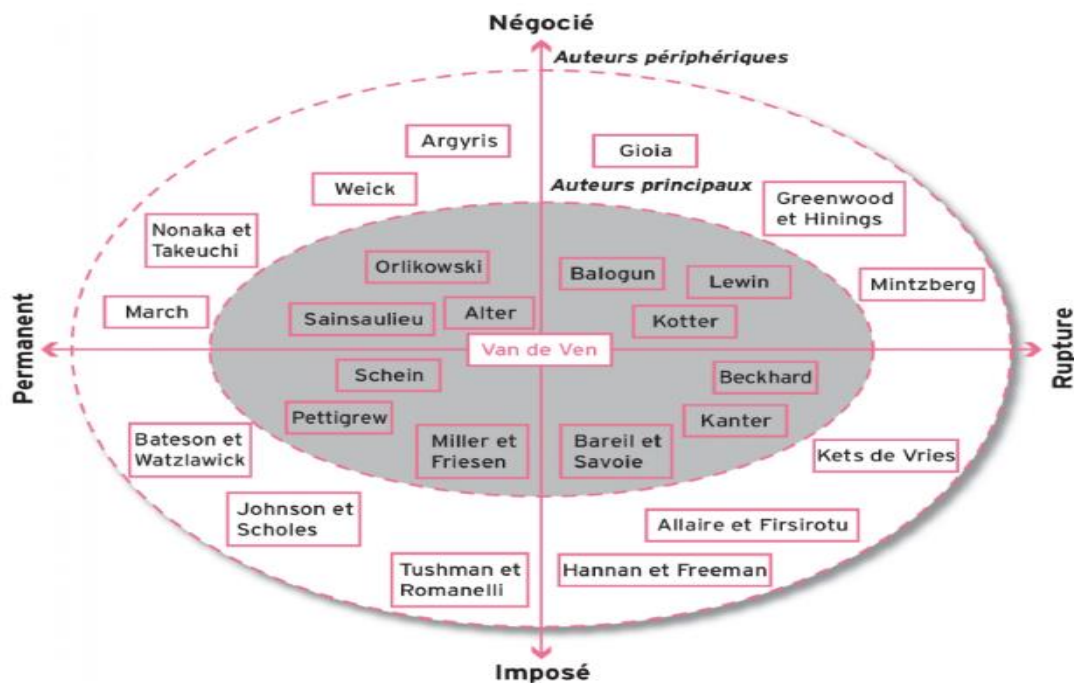 Négocié
Auteurs périphériques
Argyris
Gioia
Weick
Auteurs principaux
Greenwood
et Hinings
Nonaka et
Takeuchi
Orlikowski
Balogun
Lewin
Mintzberg
March
Sainsaulieu
Alter
Kotter
Permanent
Van de Ven
Rupture
Schein
Beckhard
Pettigrew
Kanter
Miller et
Friesen
Bareil et
Savoie
Bateson et
Watzlawick
Kets de Vries
Johnson et
Scholes
Allaire et Firsirotu
Tushman et
Romanelli
Hannan et Freeman
Imposé